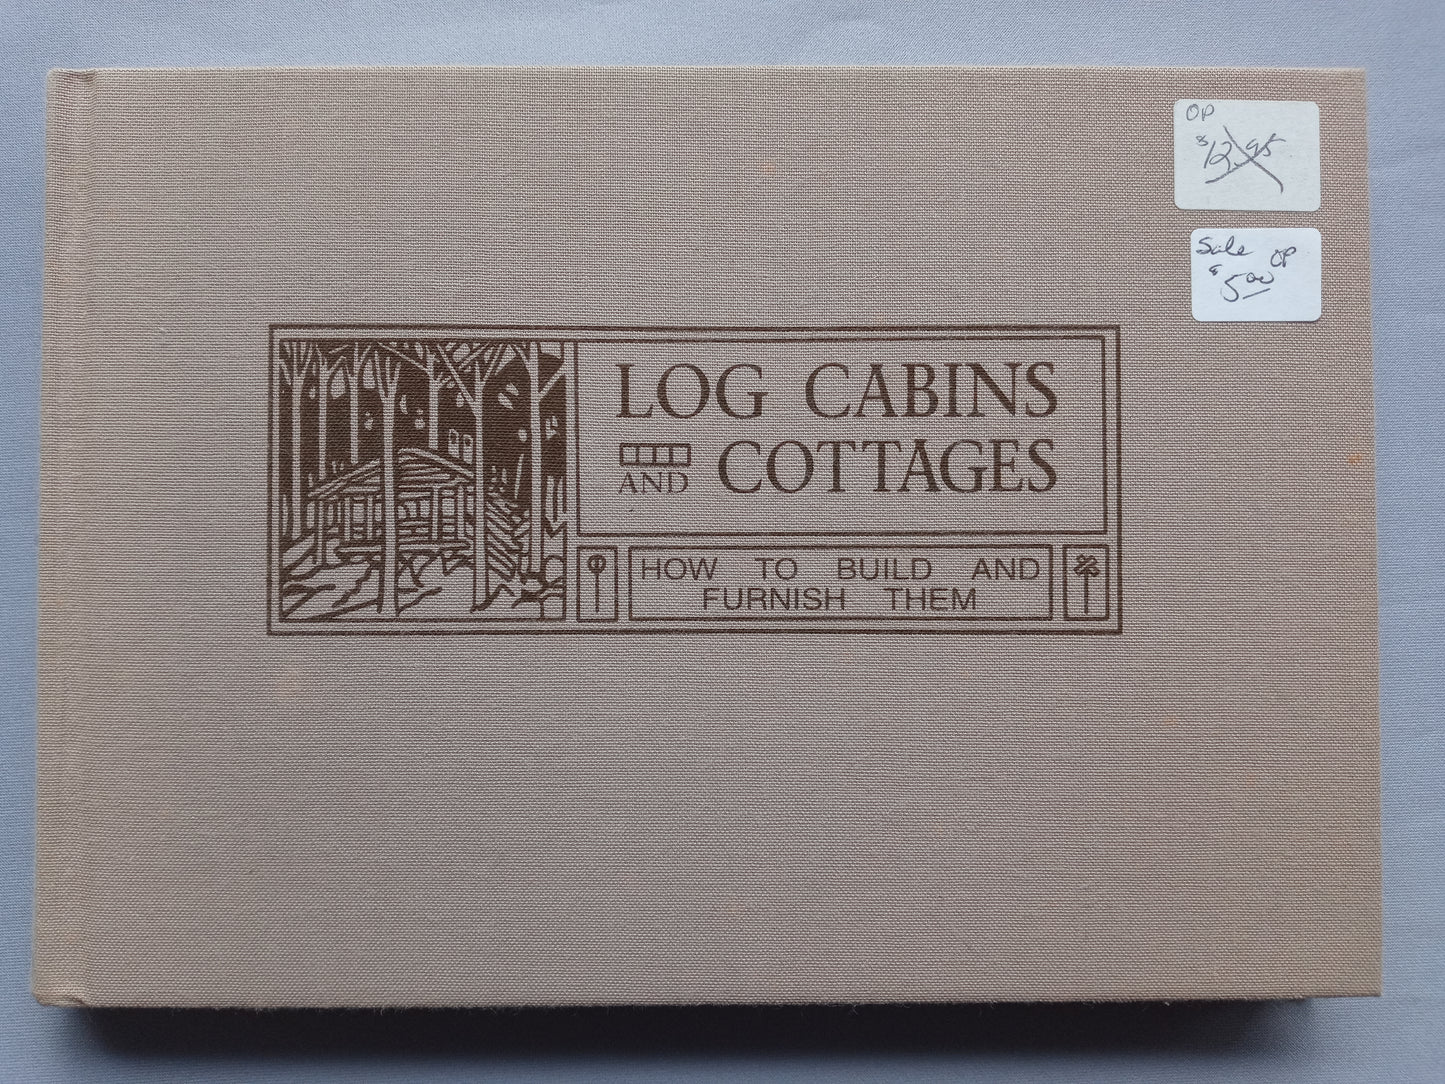 OP
$12.95
Sale OP
$5.00
LOG CABINS
AND COTTAGES
HOW TO BUILD AND
FURNISH THEM